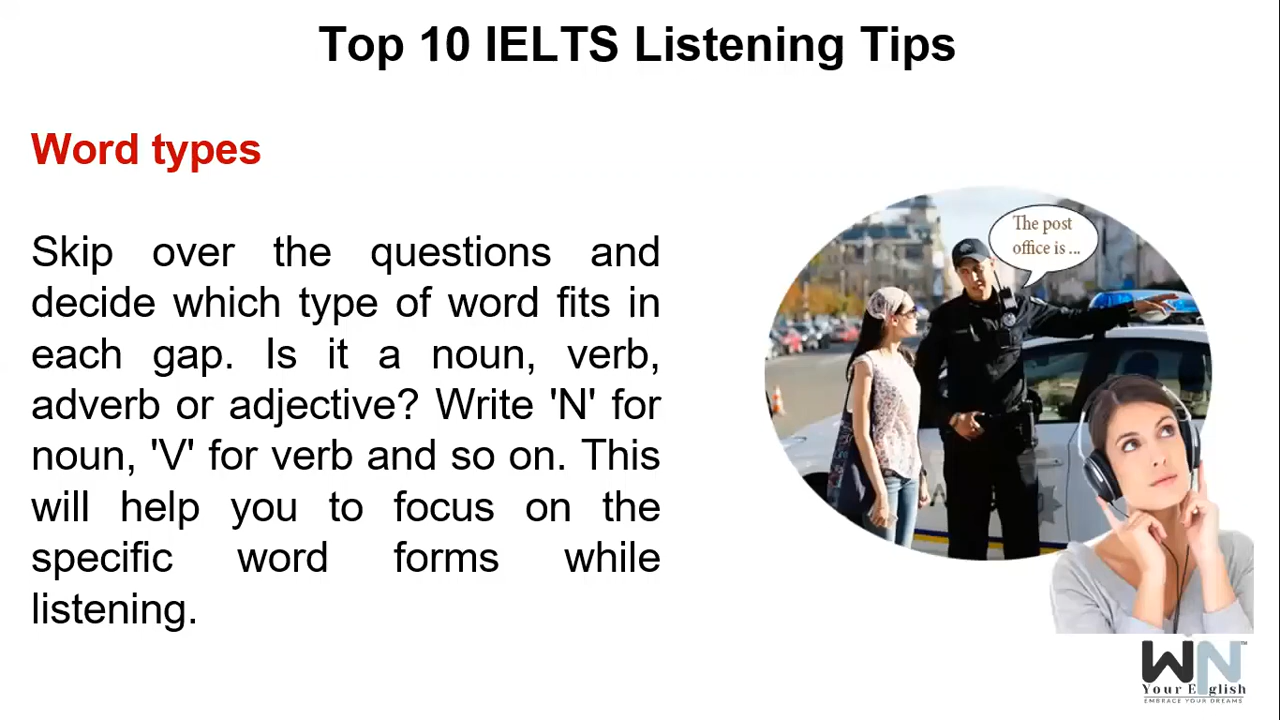 Top 10 IELTS Listening Tips
Word types
Skip over the questions and
decide which type of word fits in
each gap. Is it a noun, verb,
adverb or adjective? Write 'N' for
noun, 'V' for verb and so on. This
will help you to focus on the
specific word forms while
listening.
The post
office is ...
WN
Your English
EMBRACE YOUR DREAMS